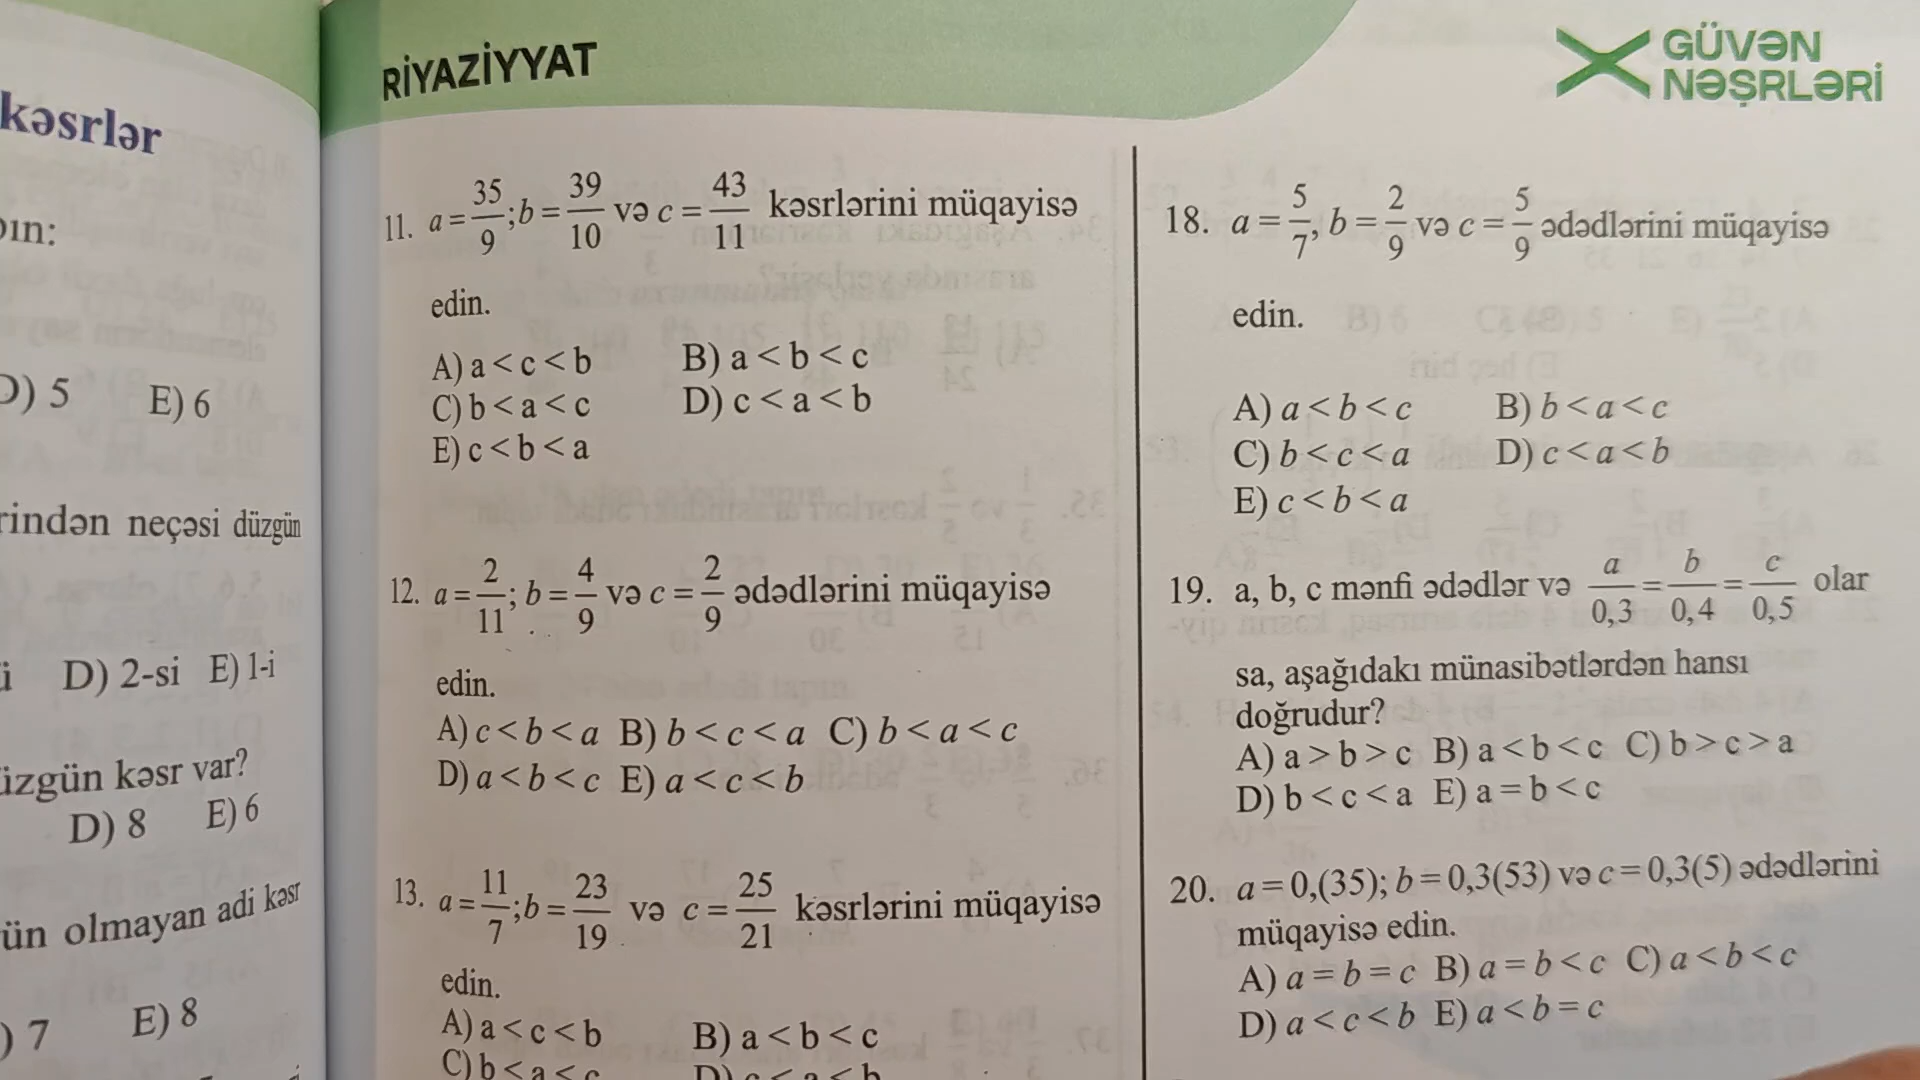 kəsrlər
ın:
D) 5 E) 6
rindən neçəsi düzgün
D) 2-si E) 1-i
üzgün kəsr var?
D) 8 E) 6
ün olmayan adi kəsr
) 7 E) 8
RİYAZİYYAT
GÜVƏN
NƏŞRLƏRİ
11. a = 35/9 ; b = 39/10 və c = 43/11 kəsrlərini müqayisə
edin.
A) a < c < b B) a < b < c
C) b < a < c D) c < a < b
E) c < b < a
12. a = 2/11 ; b = 4/9 və c = 2/9 ədədlərini müqayisə
edin.
A) c < b < a B) b < c < a C) b < a < c
D) a < b < c E) a < c < b
13. a = 11/7 ; b = 23/19 və c = 25/21 kəsrlərini müqayisə
edin.
A) a < c < b B) a < b < c
C) b < a < c D) c < a < b
18. a = 5/7 , b = 2/9 və c = 5/9 ədədlərini müqayisə
edin.
A) a < b < c B) b < a < c
C) b < c < a D) c < a < b
E) c < b < a
19. a, b, c mənfi ədədlər və a/0,3 = b/0,4 = c/0,5 olar
sa, aşağıdakı münasibətlərdən hansı
doğrudur?
A) a > b > c B) a < b < c C) b > c > a
D) b < c < a E) a = b < c
20. a = 0,(35); b = 0,3(53) və c = 0,3(5) ədədlərini
müqayisə edin.
A) a = b = c B) a = b < c C) a < b < c
D) a < c < b E) a < b = c